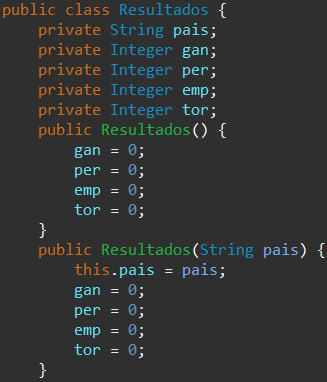 public class Resultados {
    private String pais;
    private Integer gan;
    private Integer per;
    private Integer emp;
    private Integer tor;
    public Resultados() {
        gan = 0;
        per = 0;
        emp = 0;
        tor = 0;
    }
    public Resultados(String pais) {
        this.pais = pais;
        gan = 0;
        per = 0;
        emp = 0;
        tor = 0;
    }